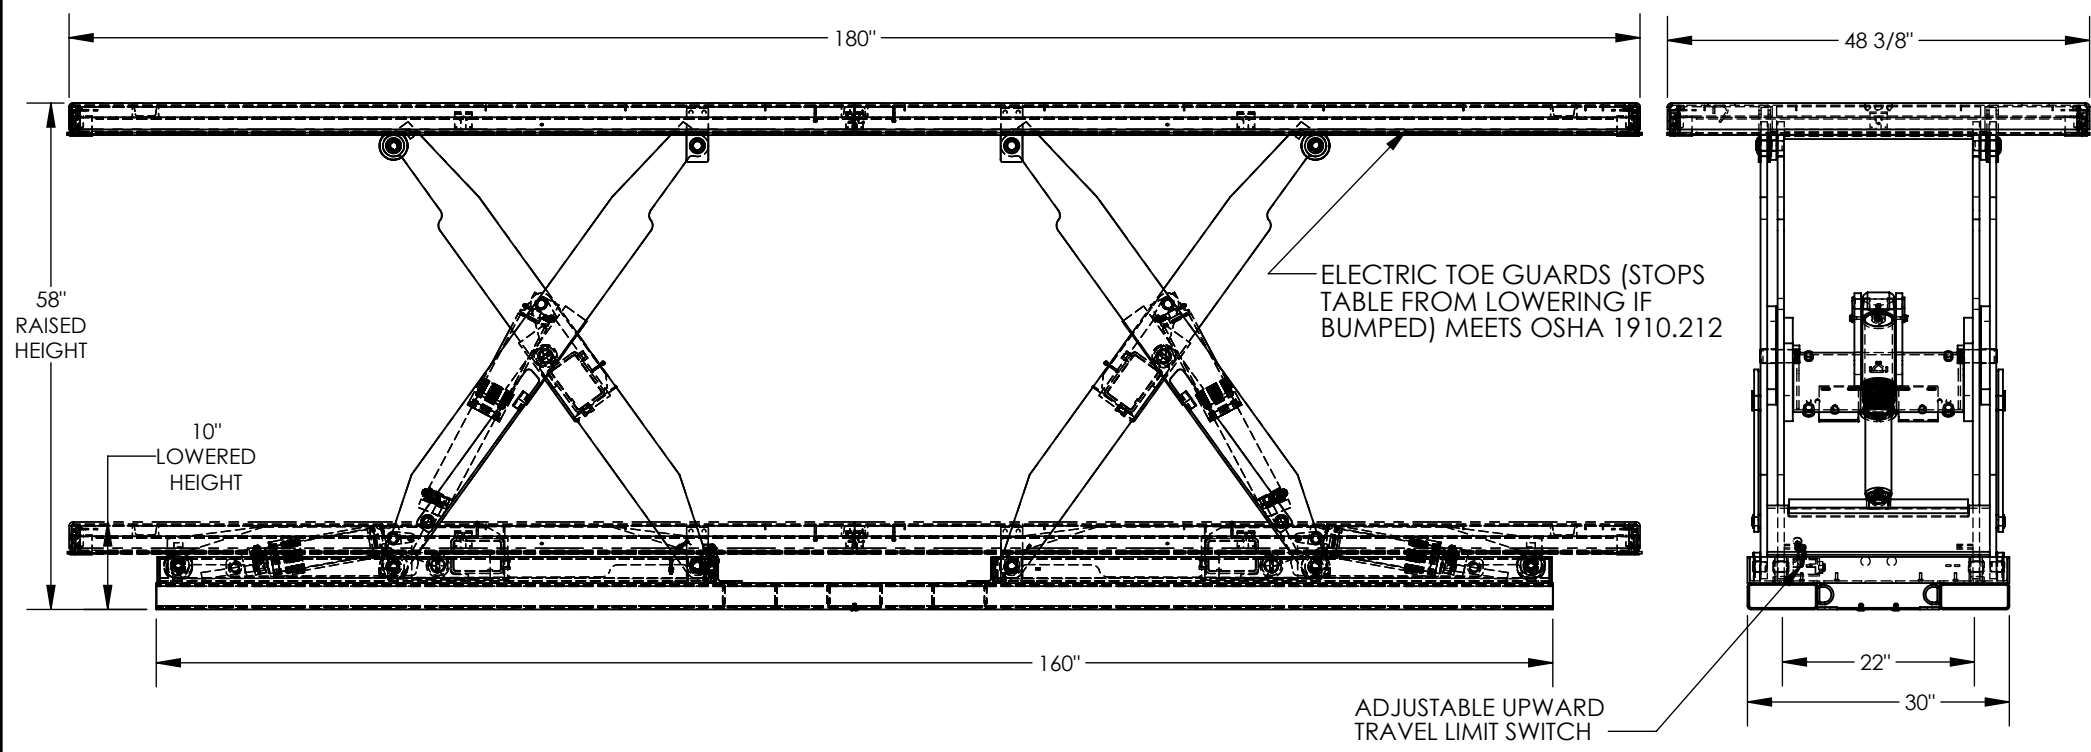 180"
48 3/8"
58"
RAISED
HEIGHT
ELECTRIC TOE GUARDS (STOPS
TABLE FROM LOWERING IF
BUMPED) MEETS OSHA 1910.212
10"
LOWERED
HEIGHT
160"
22"
30"
ADJUSTABLE UPWARD
TRAVEL LIMIT SWITCH